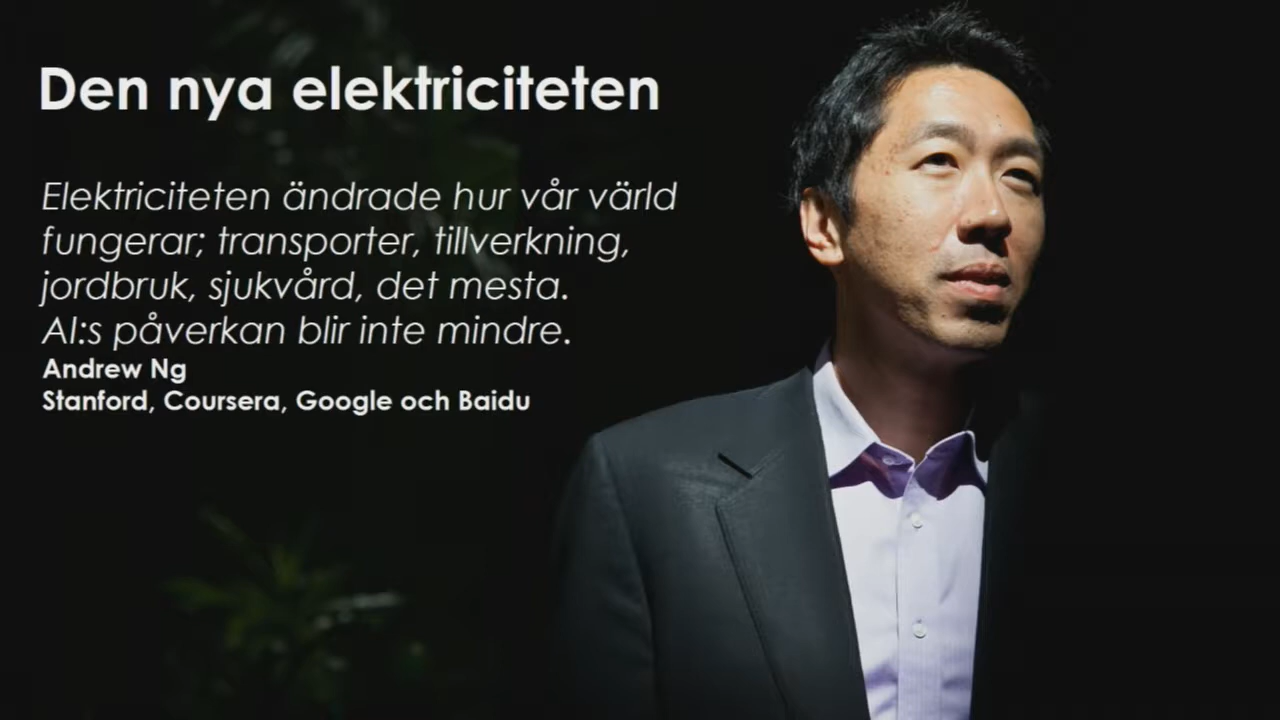 Den nya elektriciteten
Elektriciteten ändrade hur vår värld
fungerar; transporter, tillverkning,
jordbruk, sjukvård, det mesta.
AI:s påverkan blir inte mindre.
Andrew Ng
Stanford, Coursera, Google och Baidu